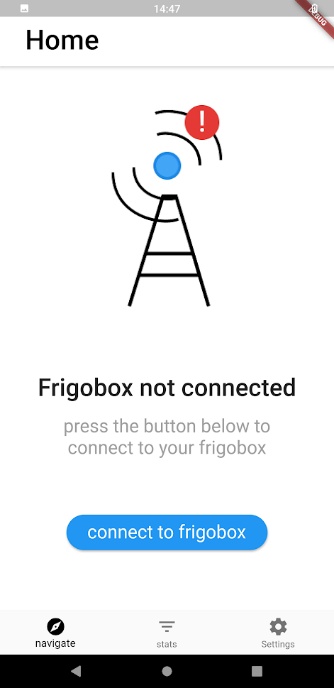 14:47
DEBUG
Home
!
Frigobox not connected
press the button below to
connect to your frigobox
connect to frigobox
navigate
stats
Settings